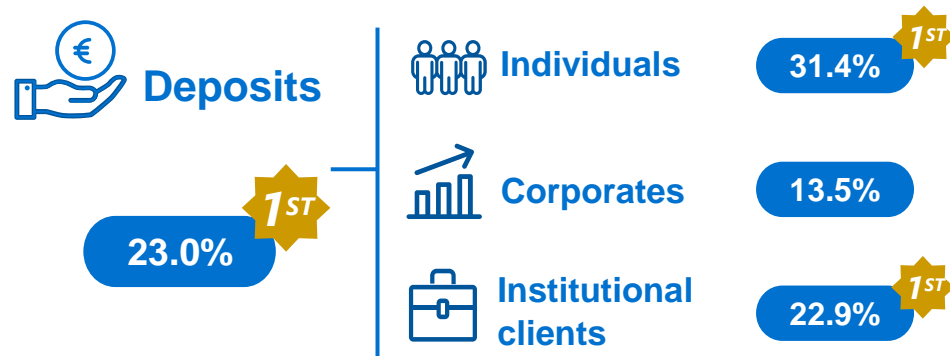 €
Deposits
1ST
23.0%
Individuals
31.4%
1ST
Corporates
13.5%
Institutional
clients
22.9%
1ST